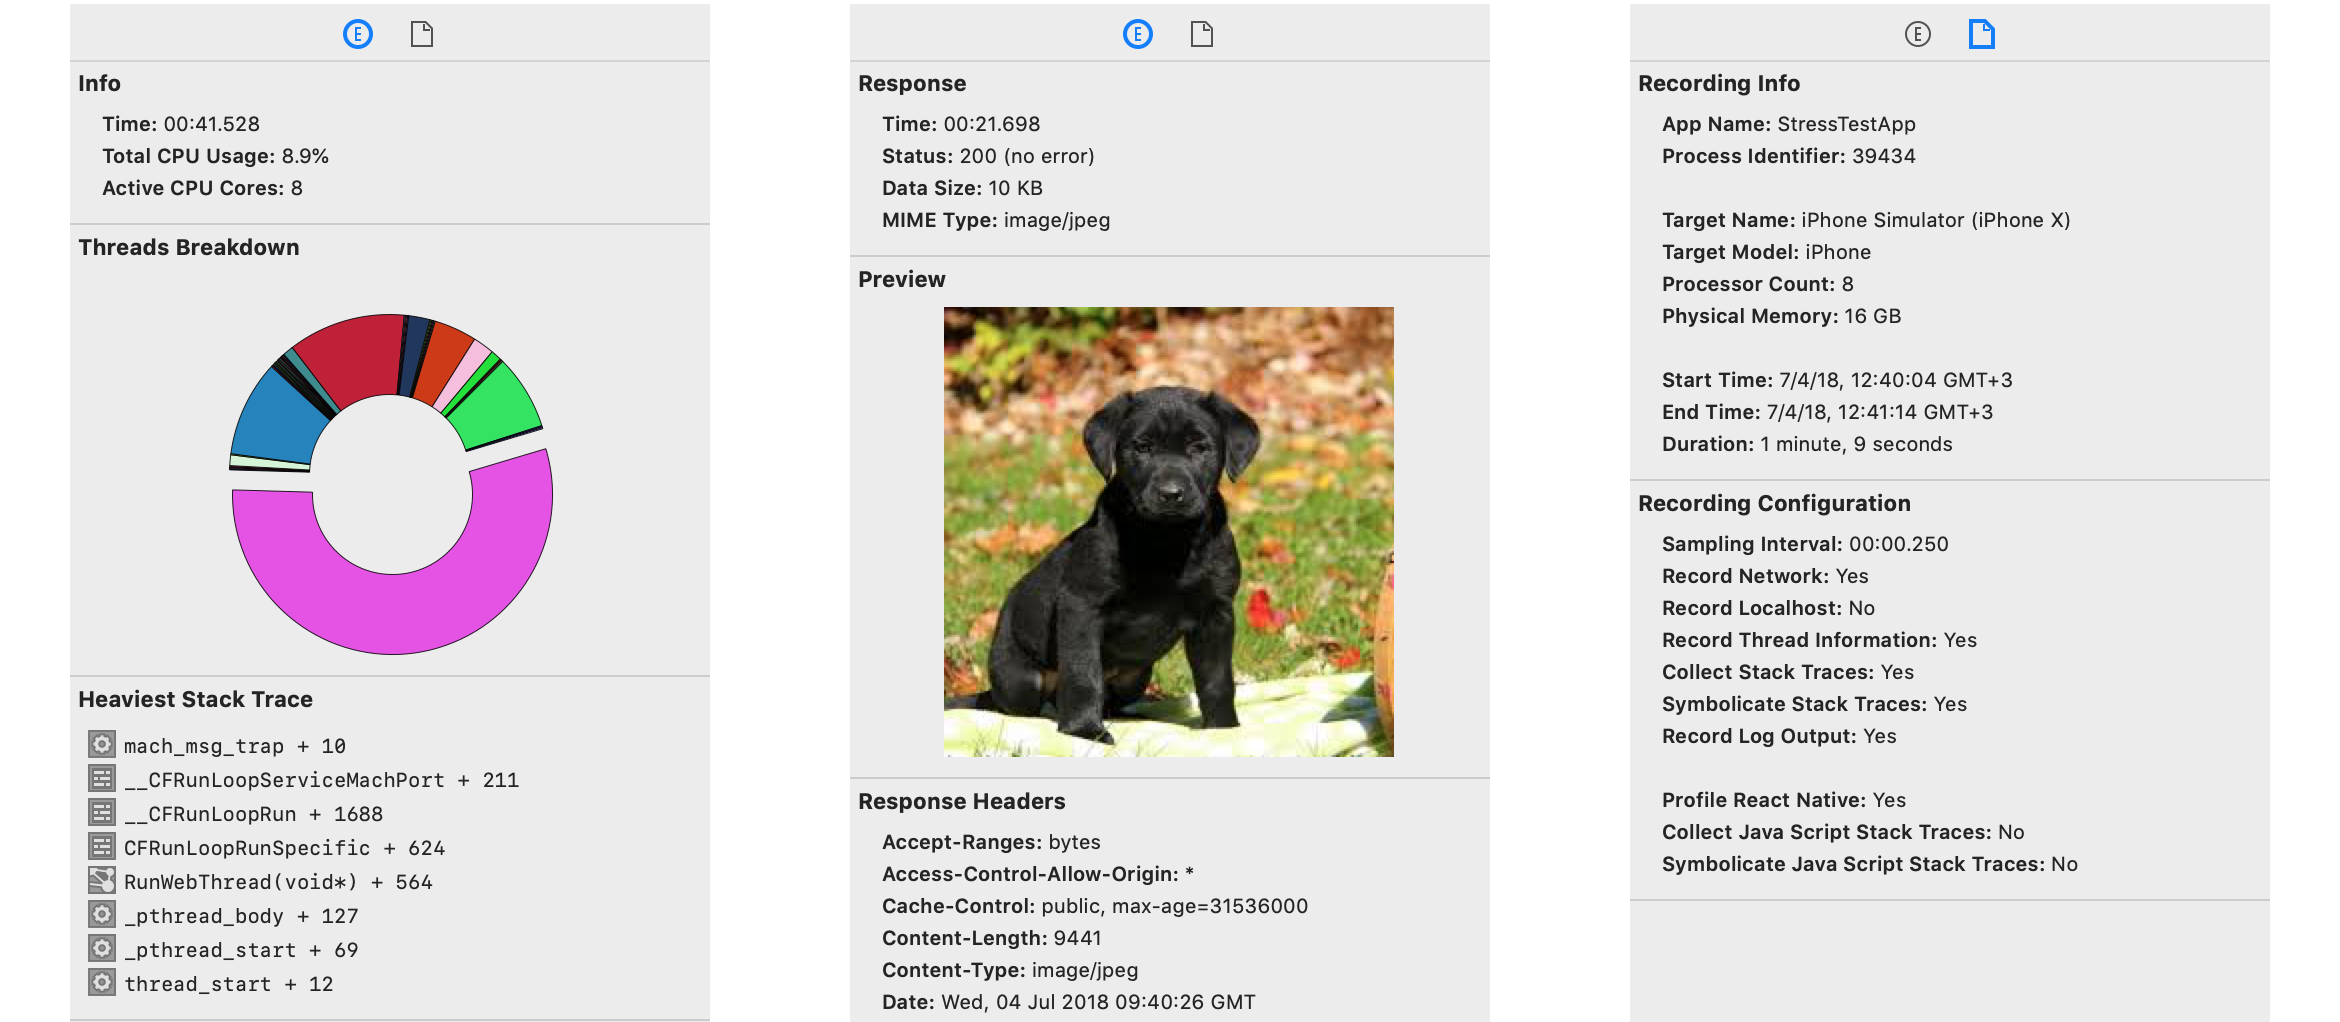 E
Info
Time: 00:41.528
Total CPU Usage: 8.9%
Active CPU Cores: 8
Threads Breakdown
Heaviest Stack Trace
mach_msg_trap + 10
__CFRunLoopServiceMachPort + 211
__CFRunLoopRun + 1688
CFRunLoopRunSpecific + 624
RunWebThread(void*) + 564
_pthread_body + 127
_pthread_start + 69
thread_start + 12
E
Response
Time: 00:21.698
Status: 200 (no error)
Data Size: 10 KB
MIME Type: image/jpeg
Preview
Response Headers
Accept-Ranges: bytes
Access-Control-Allow-Origin: *
Cache-Control: public, max-age=31536000
Content-Length: 9441
Content-Type: image/jpeg
Date: Wed, 04 Jul 2018 09:40:26 GMT
E
Recording Info
App Name: StressTestApp
Process Identifier: 39434
Target Name: iPhone Simulator (iPhone X)
Target Model: iPhone
Processor Count: 8
Physical Memory: 16 GB
Start Time: 7/4/18, 12:40:04 GMT+3
End Time: 7/4/18, 12:41:14 GMT+3
Duration: 1 minute, 9 seconds
Recording Configuration
Sampling Interval: 00:00.250
Record Network: Yes
Record Localhost: No
Record Thread Information: Yes
Collect Stack Traces: Yes
Symbolicate Stack Traces: Yes
Record Log Output: Yes
Profile React Native: Yes
Collect Java Script Stack Traces: No
Symbolicate Java Script Stack Traces: No